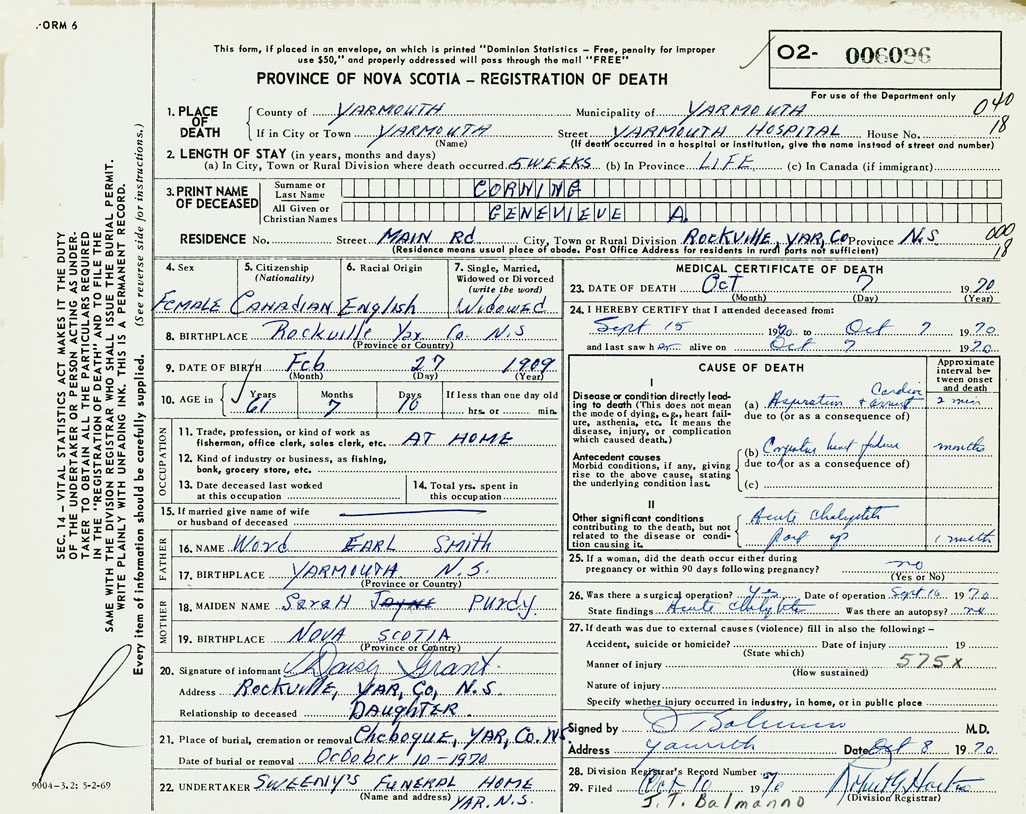 FORM 6
This form, if placed in an envelope, on which is printed "Dominion Statistics – Free, penalty for improper
use $50," and properly addressed will pass through the mail "FREE"
PROVINCE OF NOVA SCOTIA – REGISTRATION OF DEATH
02- 006096
For use of the Department only
040
18
SEC. 14 – VITAL STATISTICS ACT MAKES IT THE DUTY
OF THE UNDERTAKER OR PERSON ACTING AS UNDER-
TAKER TO OBTAIN ALL THE PARTICULARS REQUIRED
IN THE "REGISTRATION OF DEATH" AND TO FILE THE
SAME WITH THE DIVISION REGISTRAR WHO SHALL ISSUE THE BURIAL PERMIT.
WRITE PLAINLY WITH UNFADING INK. THIS IS A PERMANENT RECORD.
Every item of information should be carefully supplied. (See reverse side for instructions.)
9004-3.2: 5-2-69
1. PLACE OF DEATH
County of YARMOUTH Municipality of YARMOUTH
If in City or Town YARMOUTH Street YARMOUTH HOSPITAL House No.
(Name) (If death occurred in a hospital or institution, give the name instead of street and number)
2. LENGTH OF STAY (in years, months and days)
(a) In City, Town or Rural Division where death occurred 5 WEEKS (b) In Province LIFE (c) In Canada (if immigrant)
3. PRINT NAME OF DECEASED
Surname or Last Name CORNING
All Given or Christian Names GENEVIEVE A.
RESIDENCE No. Street MAIN Rd City, Town or Rural Division ROCKVILLE, YAR, CO Province N.S
000
18
(Residence means usual place of abode. Post Office Address for residents in rural parts not sufficient)
4. Sex FEMALE
5. Citizenship (Nationality) CANADIAN
6. Racial Origin English
7. Single, Married, Widowed or Divorced (write the word) WIDOWED
8. BIRTHPLACE Rockville Yar Co. N.S
(Province or Country)
9. DATE OF BIRTH Feb 27 1909
(Month) (Day) (Year)
10. AGE in Years Months Days If less than one day old
61 7 10 hrs. or min.
OCCUPATION
11. Trade, profession, or kind of work as
fisherman, office clerk, sales clerk, etc. AT HOME
12. Kind of industry or business, as fishing,
bank, grocery store, etc.
13. Date deceased last worked
at this occupation
14. Total yrs. spent in
this occupation
15. If married give name of wife
or husband of deceased
FATHER
16. NAME Word EARL SMITH
17. BIRTHPLACE YARMOUTH N.S.
(Province or Country)
MOTHER
18. MAIDEN NAME SaraH JAYNE Purdy
19. BIRTHPLACE NOVA SCOTIA
(Province or Country)
20. Signature of informant Daisy Grant
Address ROCKVILLE, YAR, CO, N.S.
Relationship to deceased DAUGHTER
21. Place of burial, cremation or removal Chebogue, YAR, CO. NS
Date of burial or removal October 10 - 1970
22. UNDERTAKER SWEENY'S FUNERAL HOME
(Name and address) YAR. N.S.
MEDICAL CERTIFICATE OF DEATH
23. DATE OF DEATH Oct 7 1970
(Month) (Day) (Year)
24. I HEREBY CERTIFY that I attended deceased from:
Sept 15 1970 to Oct 7 1970
and last saw her alive on Oct 7 1970
CAUSE OF DEATH
Approximate interval between onset and death
I
Disease or condition directly lead-
ing to death (This does not mean
the mode of dying, e.g., heart fail-
ure, asthenia, etc. It means the
disease, injury, or complication
which caused death.)
(a) Aspiration + Cardiac arrest 2 min
due to (or as a consequence of)
Antecedent causes
Morbid conditions, if any, giving
rise to the above cause, stating
the underlying condition last.
(b) heart failure months
due to (or as a consequence of)
(c)
II
Other significant conditions
contributing to the death, but not
related to the disease or condi-
tion causing it.
Acute
post op 1 month
25. If a woman, did the death occur either during
pregnancy or within 90 days following pregnancy? no
(Yes or No)
26. Was there a surgical operation? Yes Date of operation Sept 16 1970
State findings Acute Was there an autopsy? no
27. If death was due to external causes (violence) fill in also the following: –
Accident, suicide or homicide? Date of injury 19
(State which)
Manner of injury 575X
(How sustained)
Nature of injury
Specify whether injury occurred in industry, in home, or in public place
Signed by M.D.
Address Yarmouth Date Oct 8 1970
28. Division Registrar's Record Number
29. Filed Oct 10 1970
(Division Registrar)
J. T. Balmanno